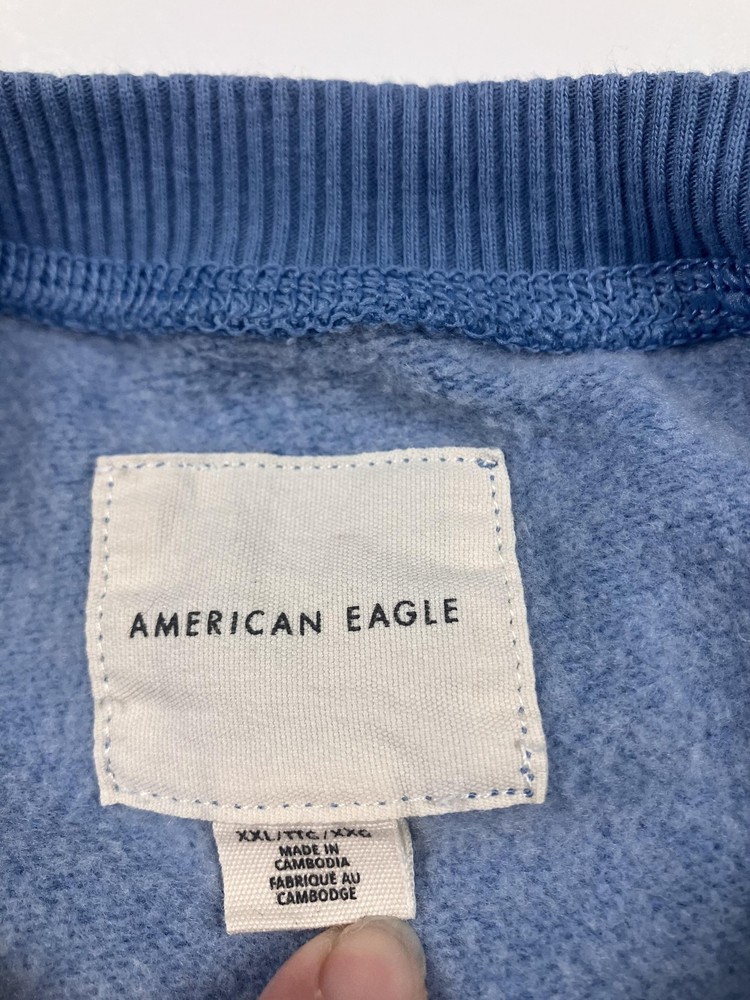 AMERICAN EAGLE
XXL/TTG/XXG
MADE IN
CAMBODIA
FABRIQUÉ AU
CAMBODGE